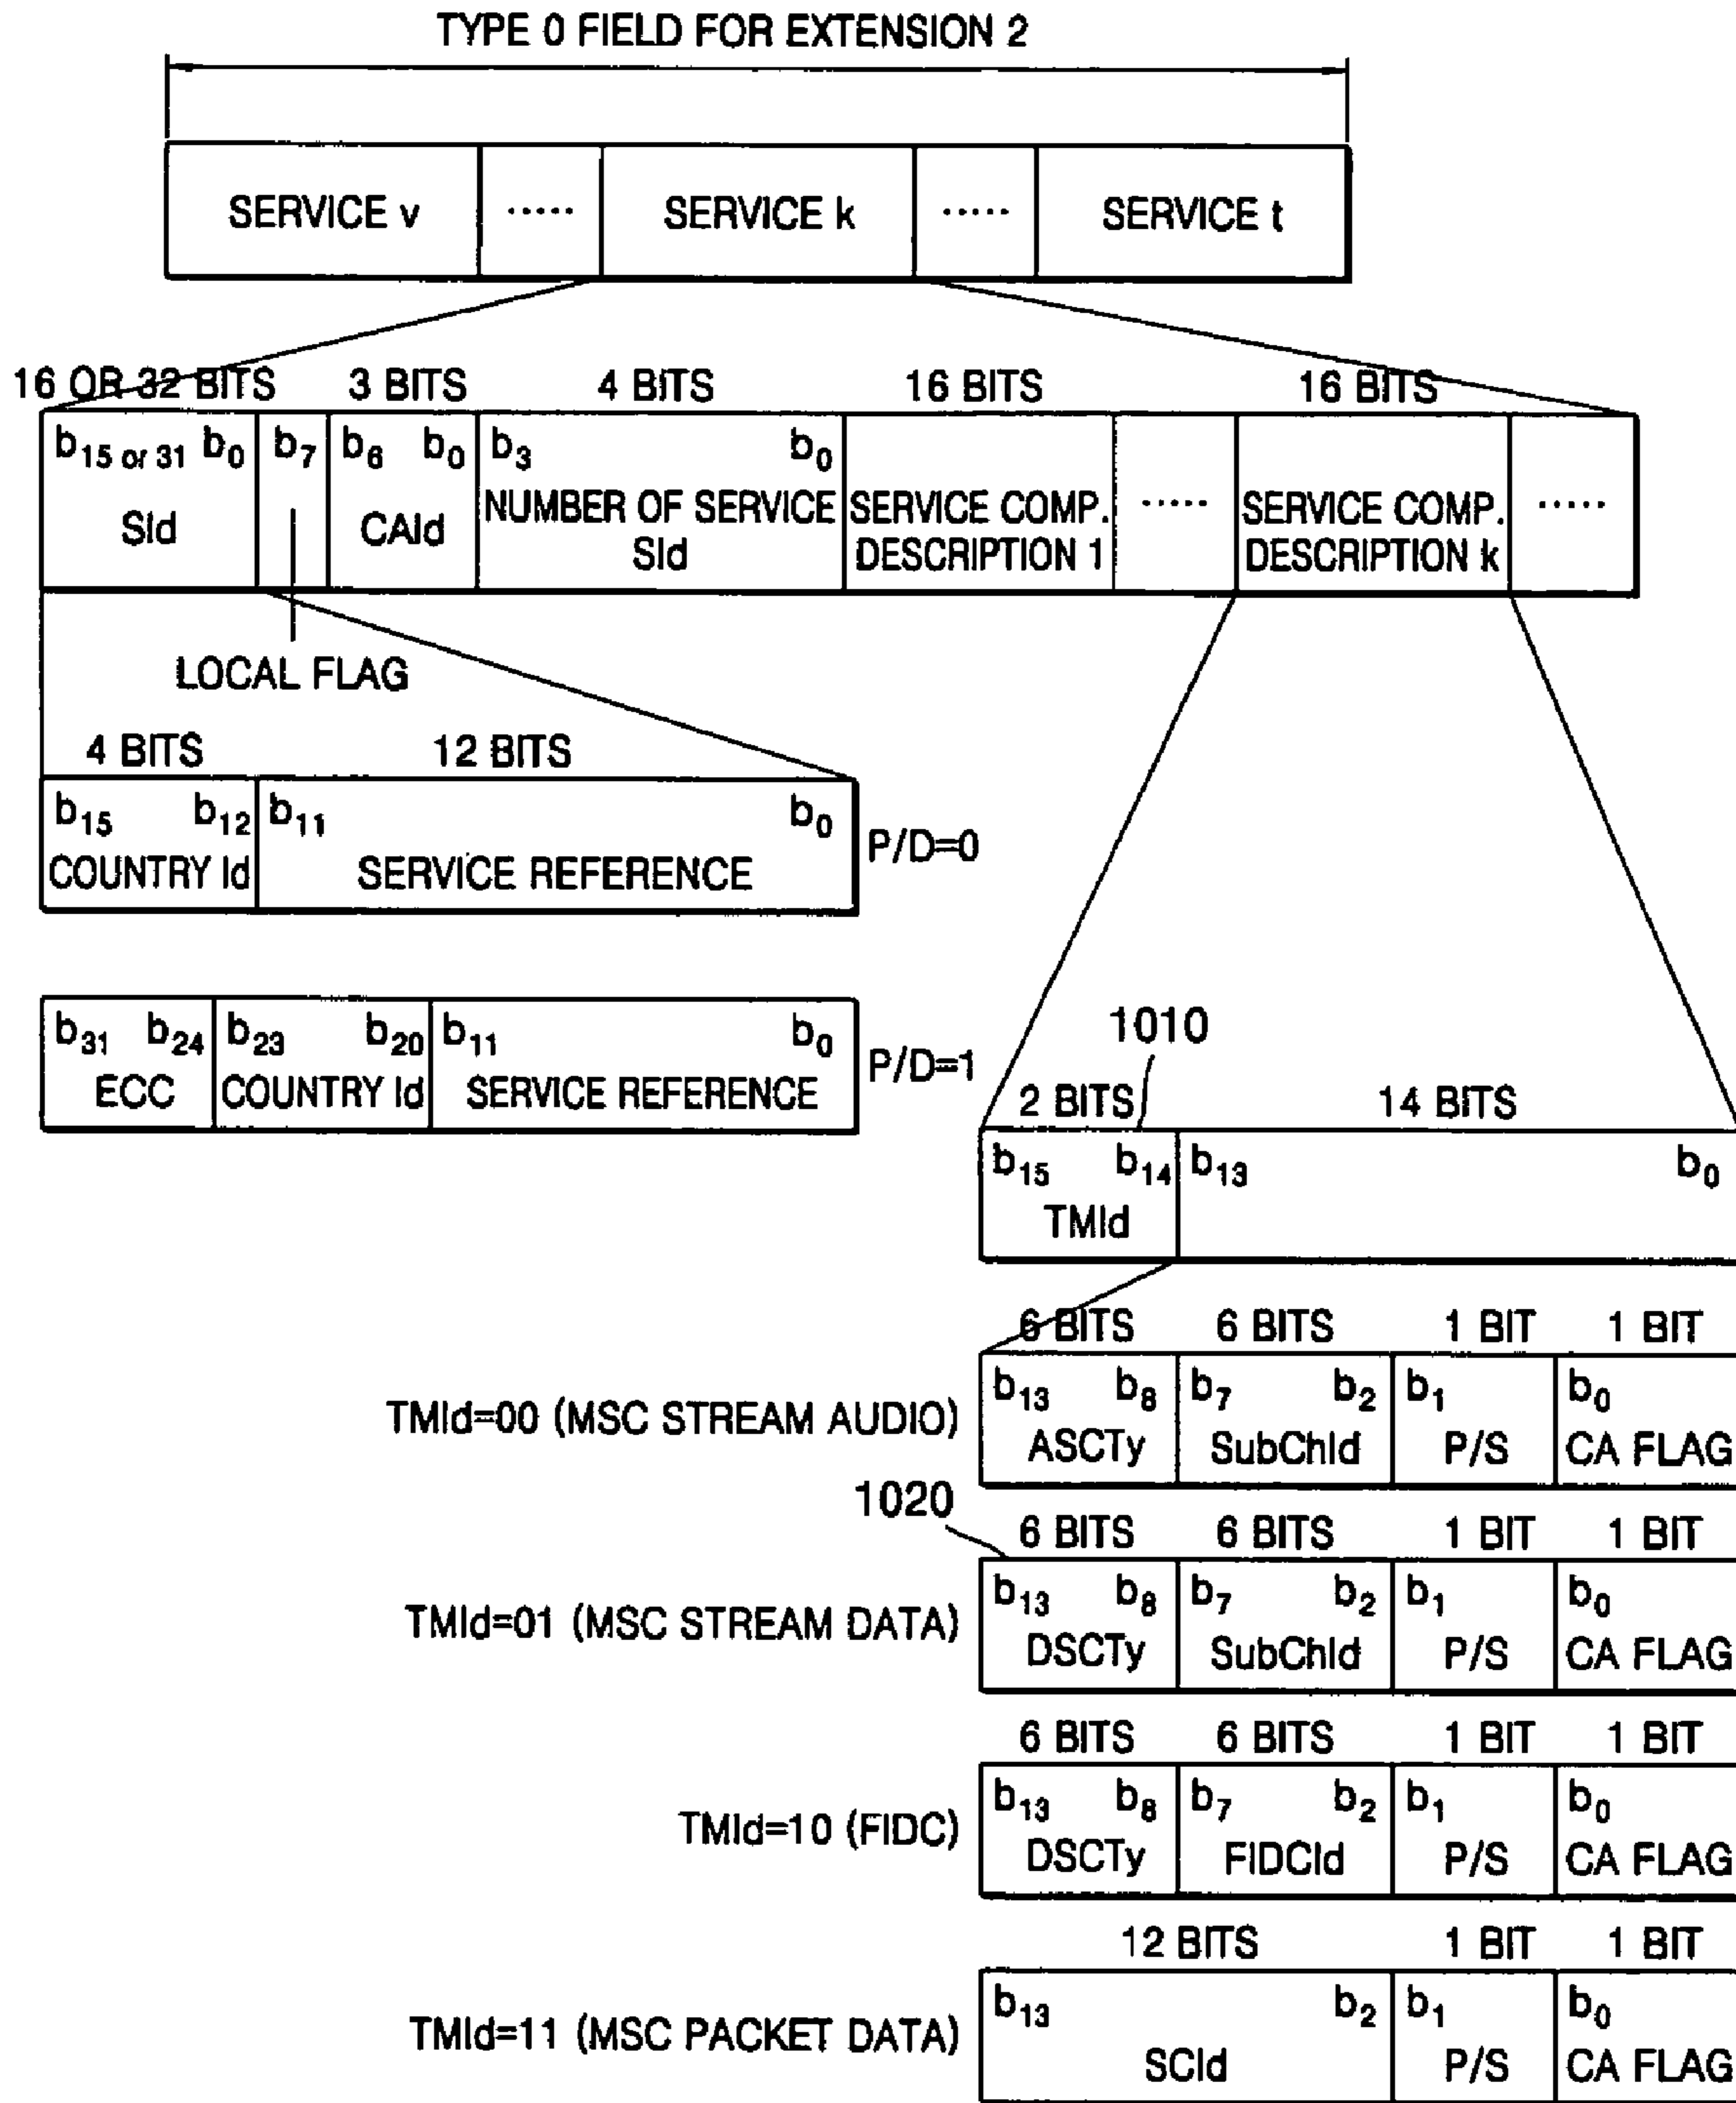 TYPE 0 FIELD FOR EXTENSION 2
SERVICE v ..... SERVICE k ..... SERVICE t
16 OR 32 BITS 3 BITS 4 BITS 16 BITS 16 BITS
b15 or 31 b0 b7 b6 b0 b3 b0
SId CAId NUMBER OF SERVICE SERVICE COMP. ..... SERVICE COMP. .....
SId DESCRIPTION 1 DESCRIPTION k
LOCAL FLAG
4 BITS 12 BITS
b15 b12 b11 b0
COUNTRY Id SERVICE REFERENCE
P/D=0
b31 b24 b23 b20 b11 b0
ECC COUNTRY Id SERVICE REFERENCE
P/D=1
1010
2 BITS 14 BITS
b15 b14 b13 b0
TMId
6 BITS 6 BITS 1 BIT 1 BIT
b13 b8 b7 b2 b1 b0
TMId=00 (MSC STREAM AUDIO) ASCTy SubChId P/S CA FLAG
1020
6 BITS 6 BITS 1 BIT 1 BIT
b13 b8 b7 b2 b1 b0
TMId=01 (MSC STREAM DATA) DSCTy SubChId P/S CA FLAG
6 BITS 6 BITS 1 BIT 1 BIT
b13 b8 b7 b2 b1 b0
TMId=10 (FIDC) DSCTy FIDCId P/S CA FLAG
12 BITS 1 BIT 1 BIT
b13 b2 b1 b0
TMId=11 (MSC PACKET DATA) SCId P/S CA FLAG